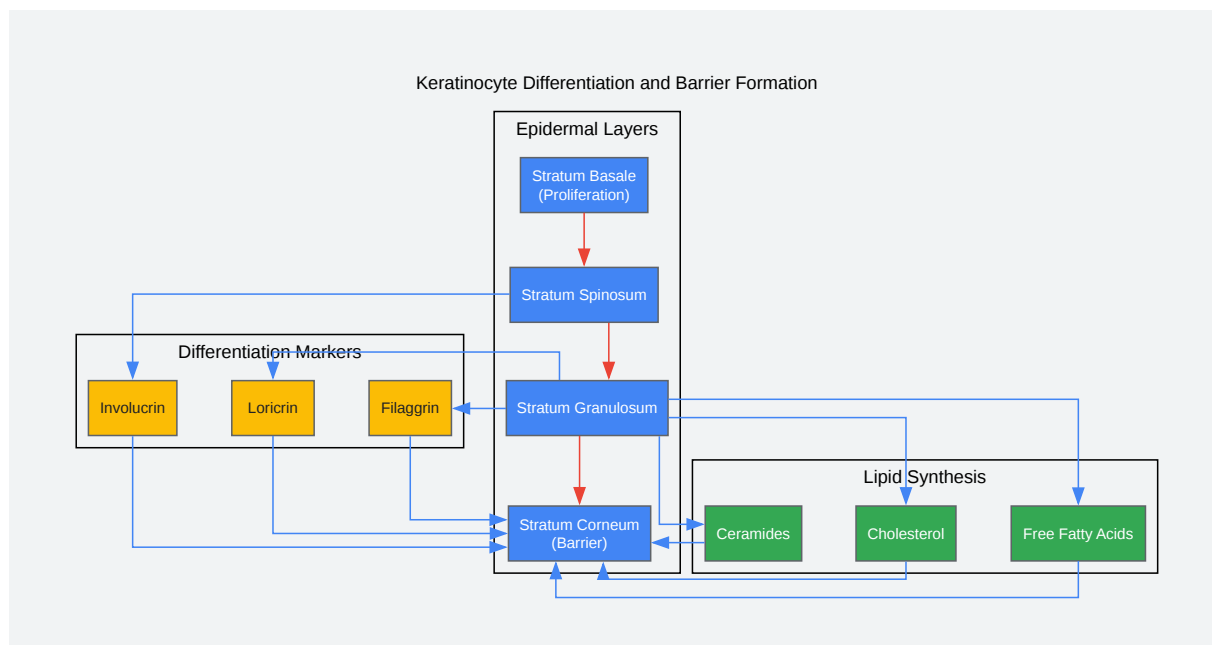 Keratinocyte Differentiation and Barrier Formation
Epidermal Layers
Stratum Basale
(Proliferation)
Stratum Spinosum
Differentiation Markers
Involucrin
Loricrin
Filaggrin
Stratum Granulosum
Lipid Synthesis
Stratum Corneum
(Barrier)
Ceramides
Cholesterol
Free Fatty Acids